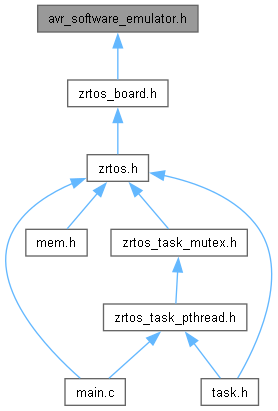 avr_software_emulator.h
zrtos_board.h
zrtos.h
mem.h
zrtos_task_mutex.h
zrtos_task_pthread.h
main.c
task.h